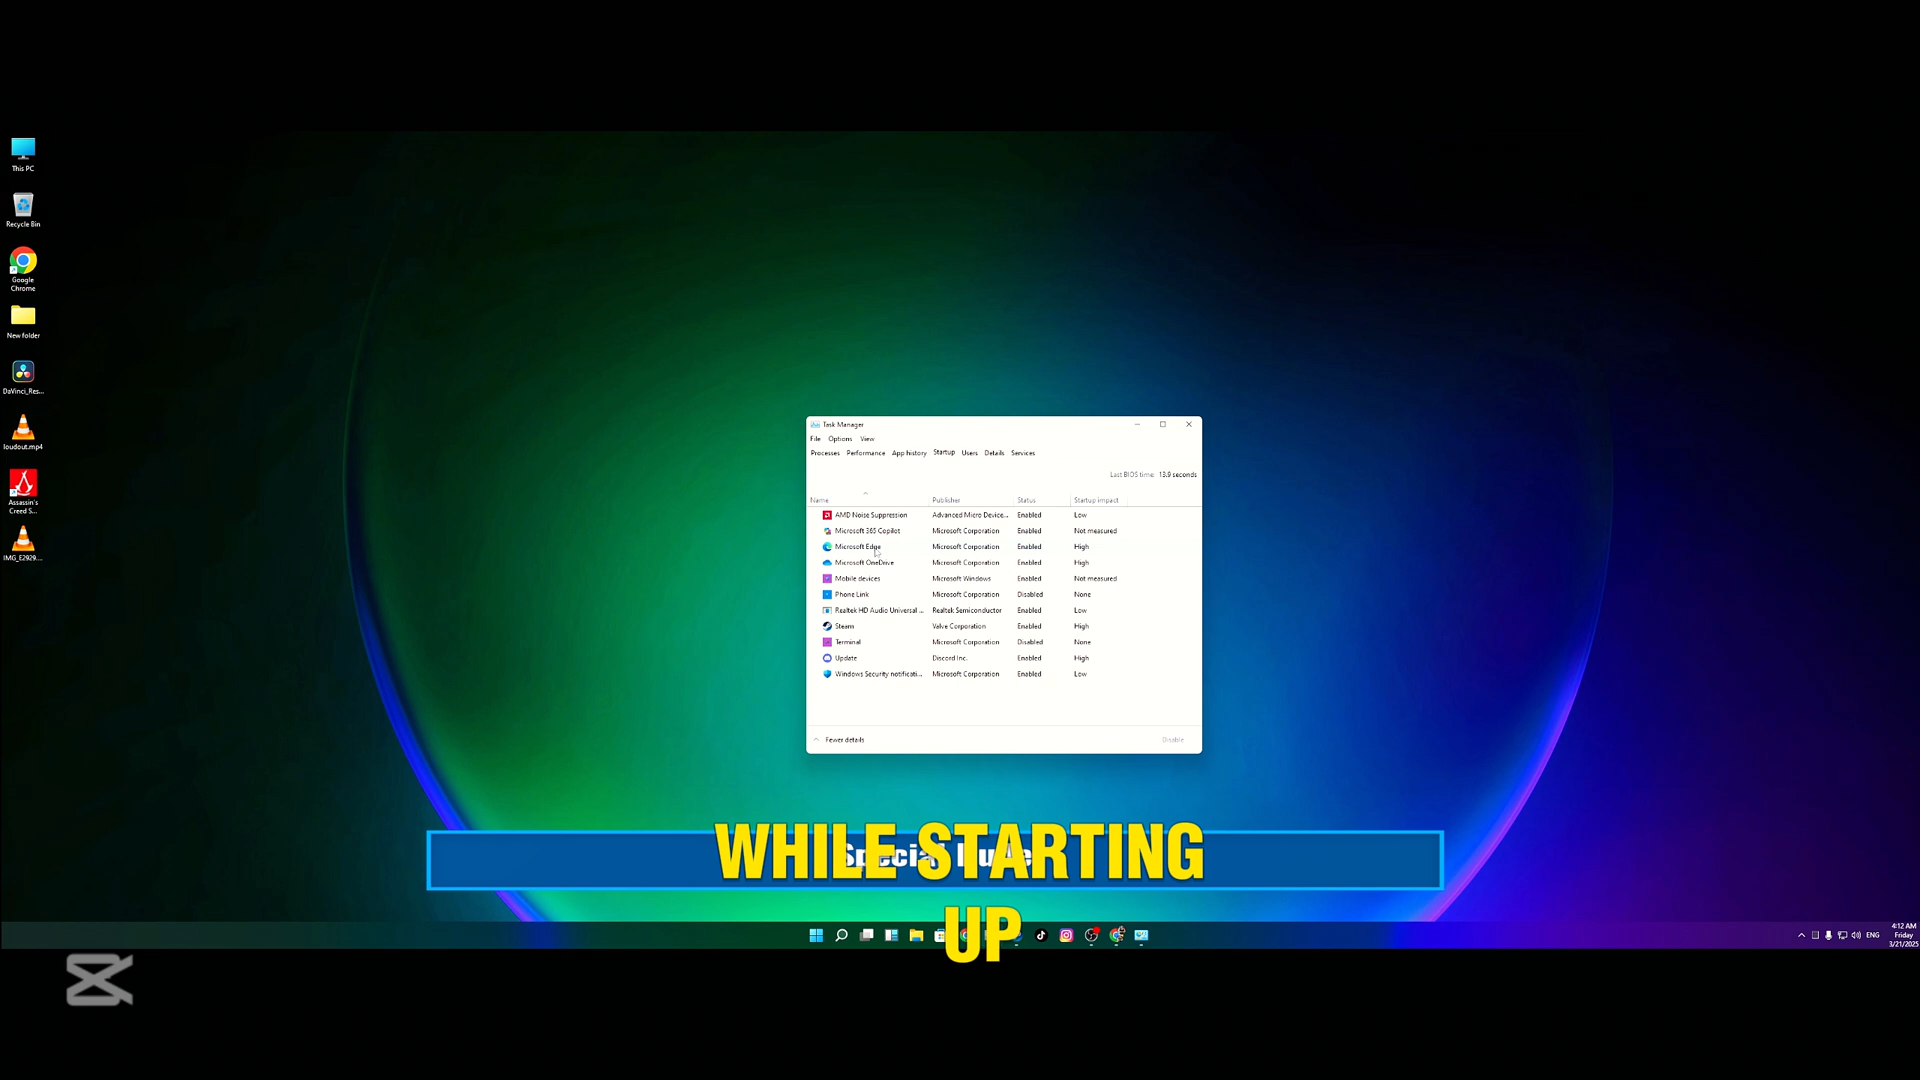 This PC
Recycle Bin
Google
Chrome
New folder
DaVinci_Res...
loudout.mp4
Assassin's
Creed S...
IMG_E2929....
Task Manager
File Options View
Processes Performance App history Startup Users Details Services
Last BIOS time: 13.9 seconds
Name Publisher Status Startup impact
AMD Noise Suppression Advanced Micro Device... Enabled Low
Microsoft 365 Copilot Microsoft Corporation Enabled Not measured
Microsoft Edge Microsoft Corporation Enabled High
Microsoft OneDrive Microsoft Corporation Enabled High
Mobile devices Microsoft Windows Enabled Not measured
Phone Link Microsoft Corporation Disabled None
Realtek HD Audio Universal ... Realtek Semiconductor Enabled Low
Steam Valve Corporation Enabled High
Terminal Microsoft Corporation Disabled None
Update Discord Inc. Enabled High
Windows Security notificati... Microsoft Corporation Enabled Low
Fewer details Disable
Special
WHILE STARTING
UP
ENG
4:12 AM
Friday
3/21/2025